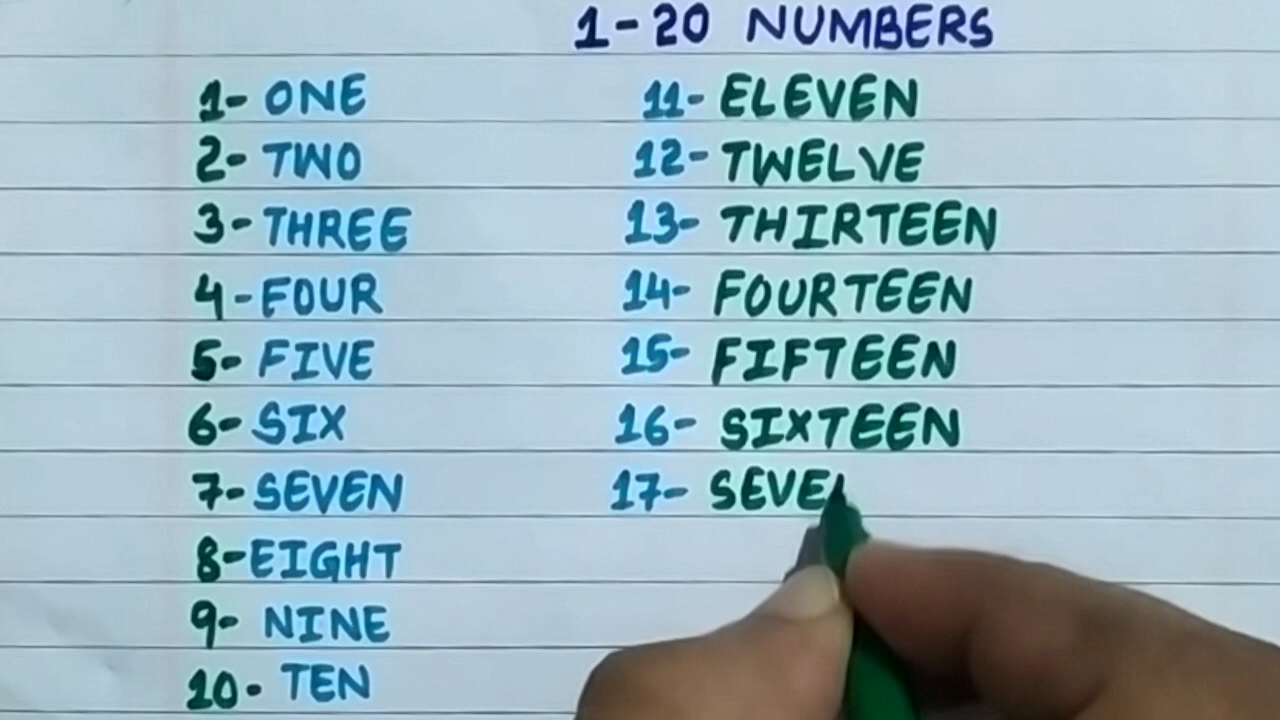 1-20 NUMBERS
1- ONE
2- TWO
3- THREE
4- FOUR
5- FIVE
6- SIX
7- SEVEN
8- EIGHT
9- NINE
10- TEN
11- ELEVEN
12- TWELVE
13- THIRTEEN
14- FOURTEEN
15- FIFTEEN
16- SIXTEEN
17- SEVE